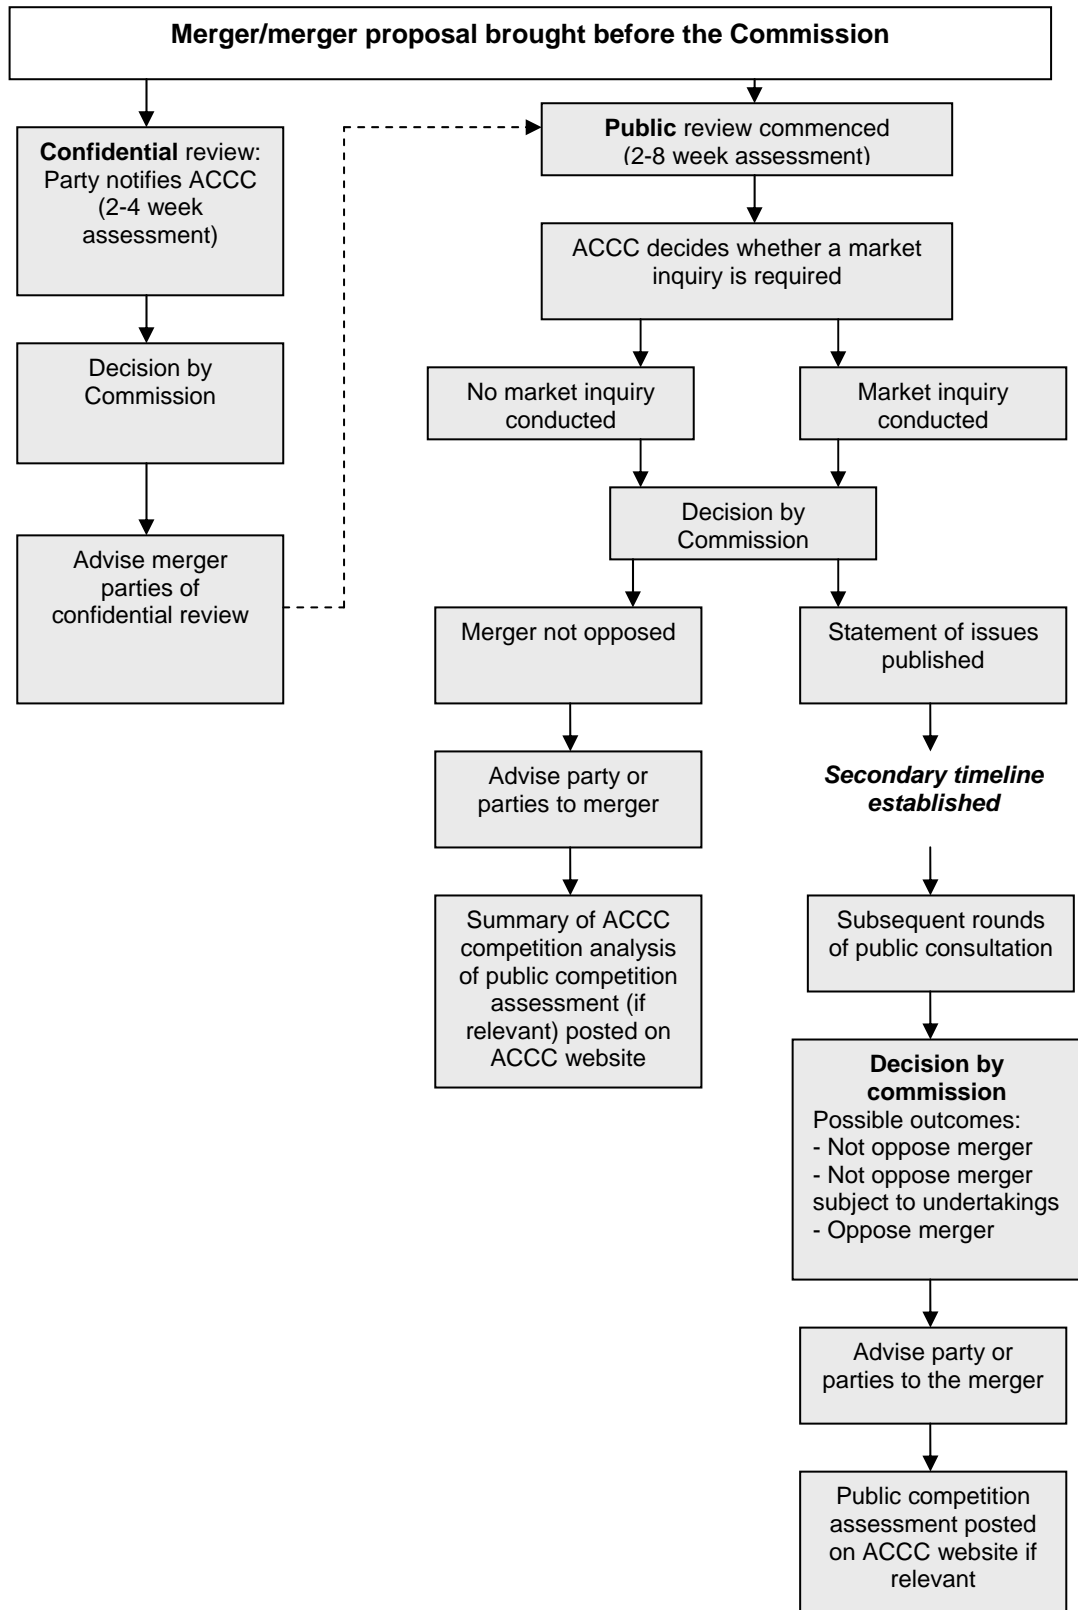 Merger/merger proposal brought before the Commission
Confidential review:
Party notifies ACCC
(2-4 week
assessment)
Decision by
Commission
Advise merger
parties of
confidential review
Public review commenced
(2-8 week assessment)
ACCC decides whether a market
inquiry is required
No market inquiry
conducted
Market inquiry
conducted
Decision by
Commission
Merger not opposed
Advise party or
parties to merger
Summary of ACCC
competition analysis
of public competition
assessment (if
relevant) posted on
ACCC website
Statement of issues
published
Secondary timeline
established
Subsequent rounds
of public consultation
Decision by
commission
Possible outcomes:
- Not oppose merger
- Not oppose merger
subject to undertakings
- Oppose merger
Advise party or
parties to the merger
Public competition
assessment posted
on ACCC website if
relevant